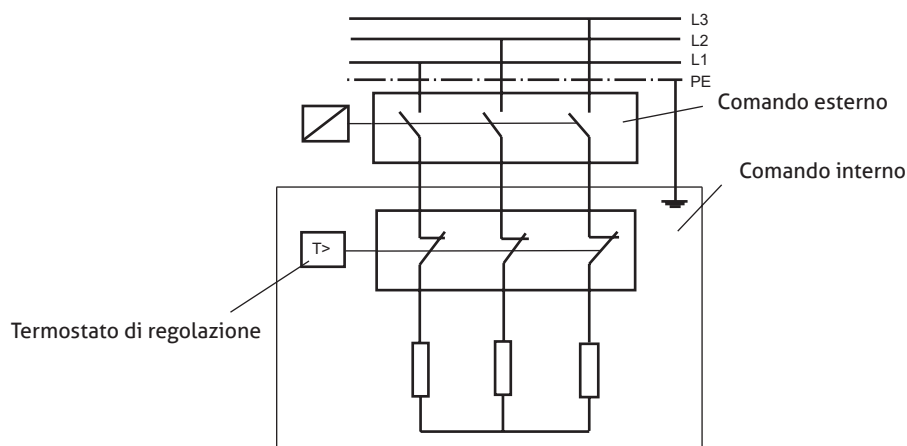 L3
L2
L1
PE
Comando esterno
Comando interno
T>
Termostato di regolazione